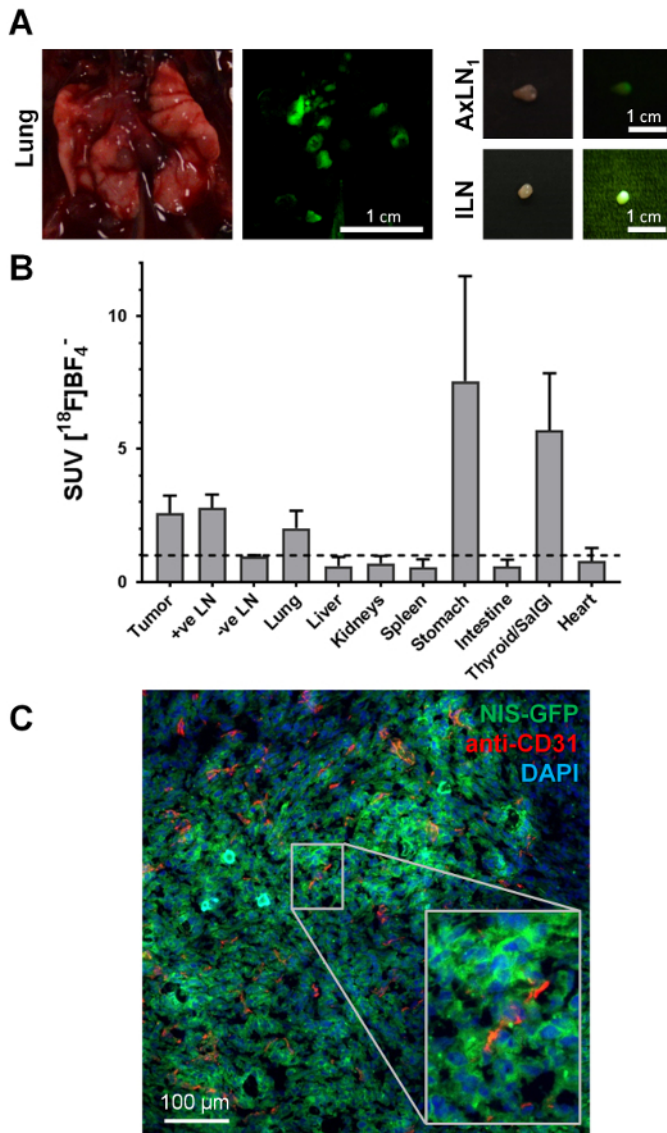 A
Lung
1 cm
AxLN1
1 cm
ILN
1 cm
B
SUV [18F]BF4-
10
5
0
Tumor
+ve LN
-ve LN
Lung
Liver
Kidneys
Spleen
Stomach
Intestine
Thyroid/SalGl
Heart
C
NIS-GFP
anti-CD31
DAPI
100 µm